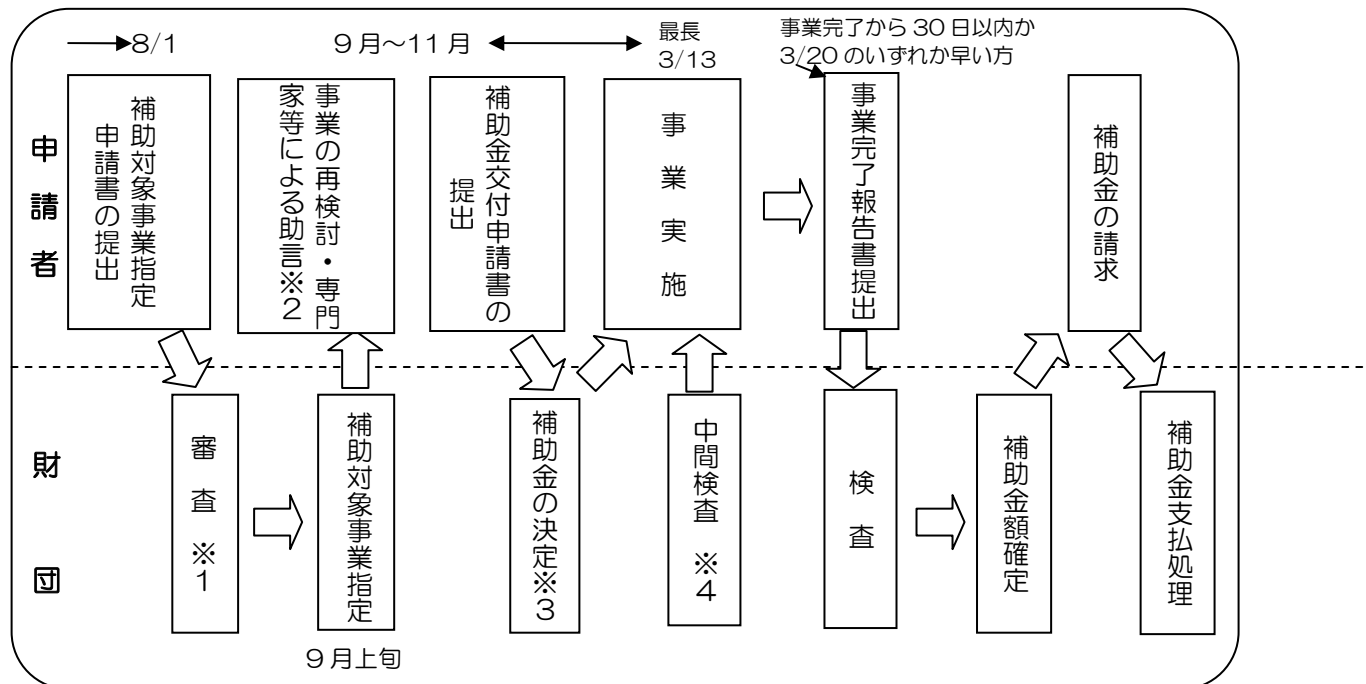 8/1
9月～11月
最長
3/13
事業完了から30日以内か
3/20のいずれか早い方
申請者
補助対象事業指定
申請書の提出
事業の再検討・専門
家等による助言※2
補助金交付申請書の
提出
事業実施
事業完了報告書提出
補助金の請求
財団
審査※1
補助対象事業指定
9月上旬
補助金の決定※3
中間検査※4
検査
補助金額確定
補助金支払処理